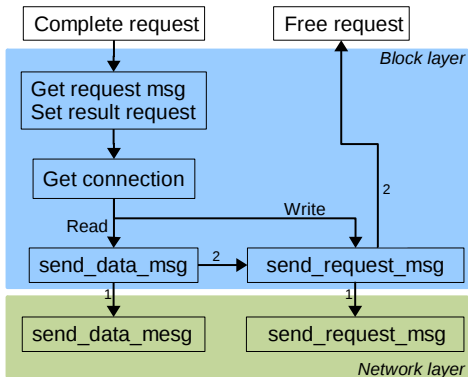 Complete request
Free request
Block layer
Get request msg
Set result request
Get connection
2
Write
Read
send_data_msg
2
send_request_msg
1
1
send_data_mesg
send_request_msg
Network layer